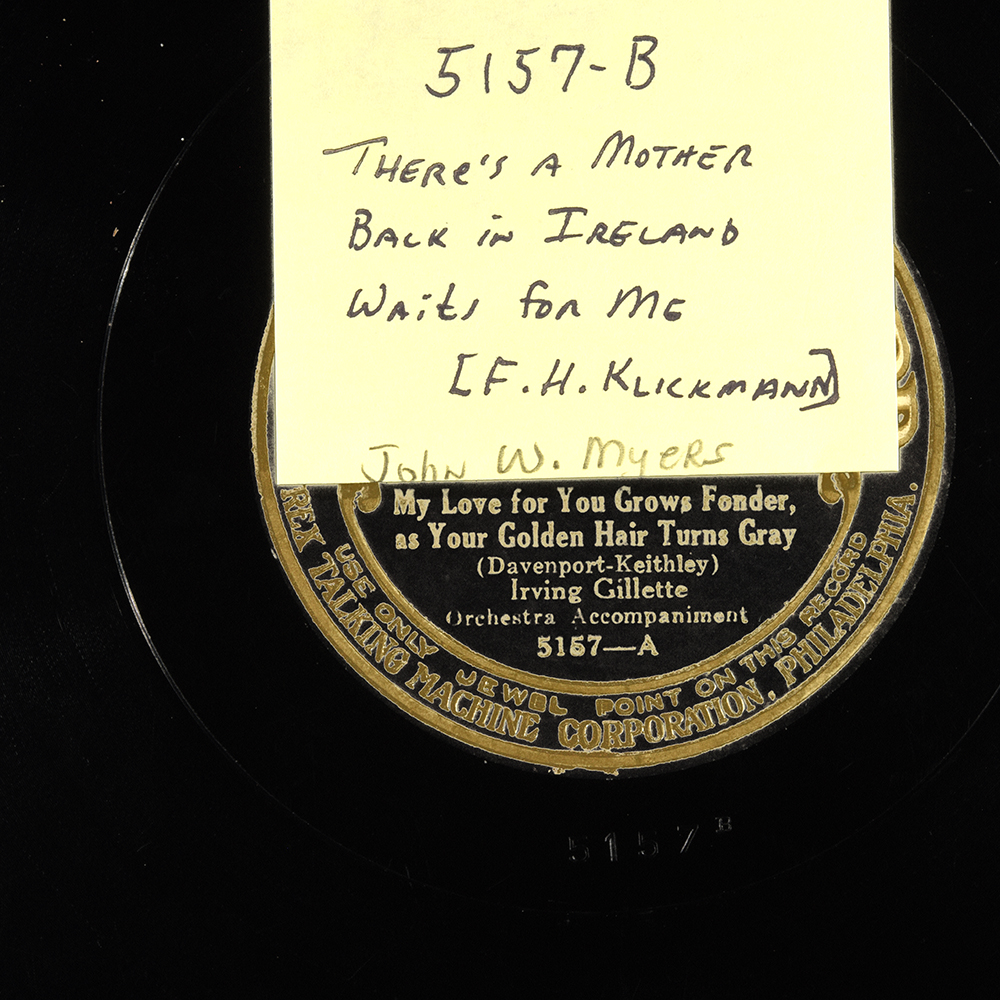 5157-B
THERE'S A MOTHER
BACK in IRELAND
WAits for ME
[F. H. KLICKMANN]
John W. Myers
My Love for You Grows Fonder,
as Your Golden Hair Turns Gray
(Davenport-Keithley)
Irving Gillette
Orchestra Accompaniment
5157—A
USE ONLY JEWEL POINT ON THIS RECORD
REX TALKING MACHINE CORPORATION, PHILADELPHIA.
5157 B